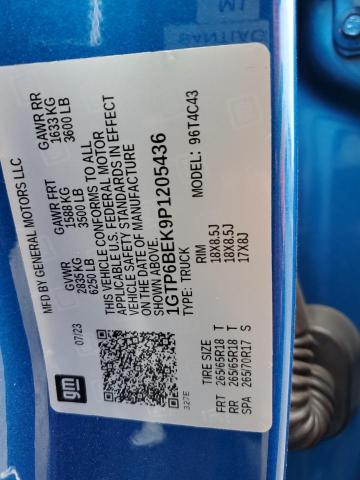 gm
MFD BY GENERAL MOTORS LLC
07/23
GVWR
2835 KG
6250 LB
GAWR FRT
1588 KG
3500 LB
GAWR RR
1633 KG
3600 LB
THIS VEHICLE CONFORMS TO ALL
APPLICABLE U.S. FEDERAL MOTOR
VEHICLE SAFETY STANDARDS IN EFFECT
ON THE DATE OF MANUFACTURE
SHOWN ABOVE.
1GTP6BEK9P1205436
TYPE: TRUCK
96T4C43
327E
TIRE SIZE RIM
FRT 265/65R18 T 18X8.5J
RR 265/65R18 T 18X8.5J
SPA 265/70R17 S 17X8J